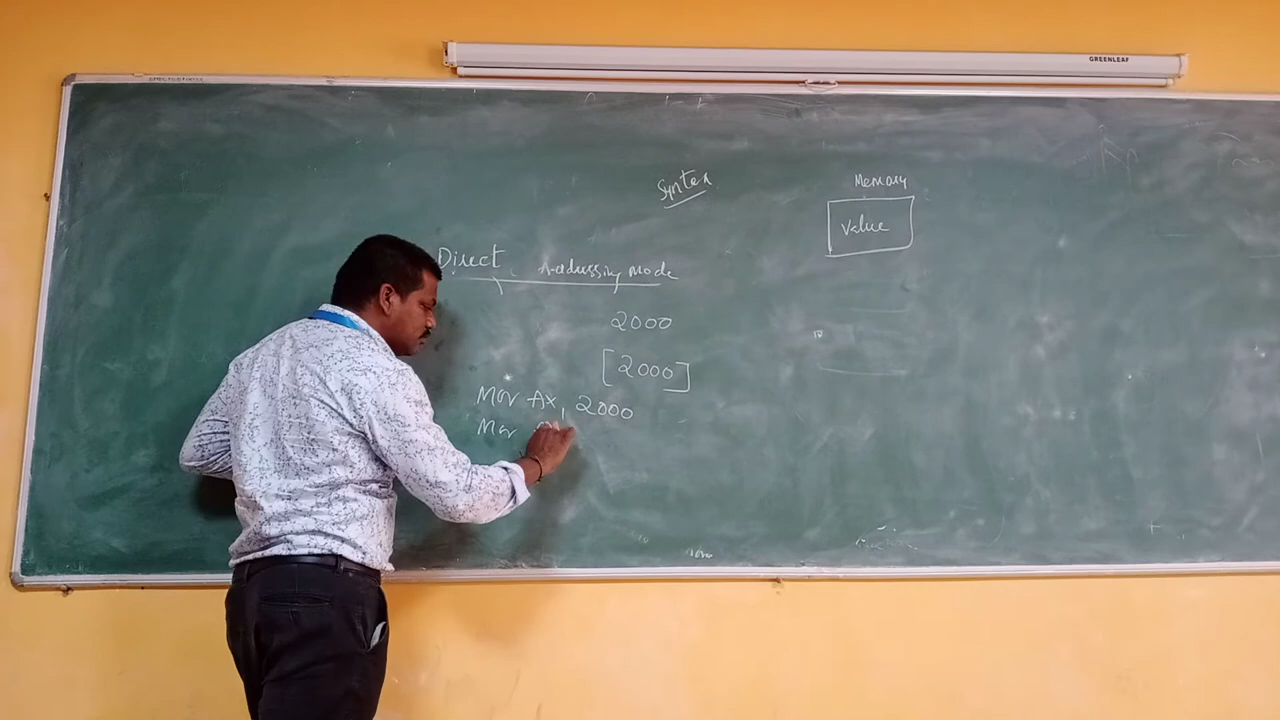 GREENLEAF
Syntax
Memory
value
Direct Addressing Mode
2000
[2000]
Mov AX, 2000
Mov